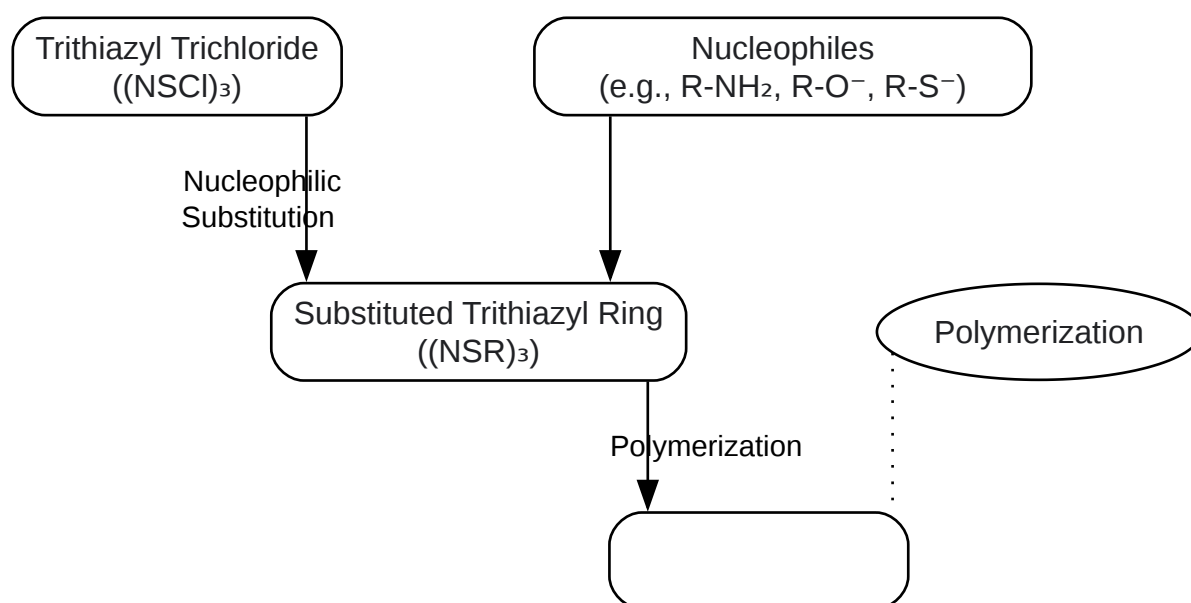 Trithiazyl Trichloride
((NSCl)₃)
Nucleophiles
(e.g., R-NH₂, R-O⁻, R-S⁻)
Nucleophilic
Substitution
Substituted Trithiazyl Ring
((NSR)₃)
Polymerization
Polymerization